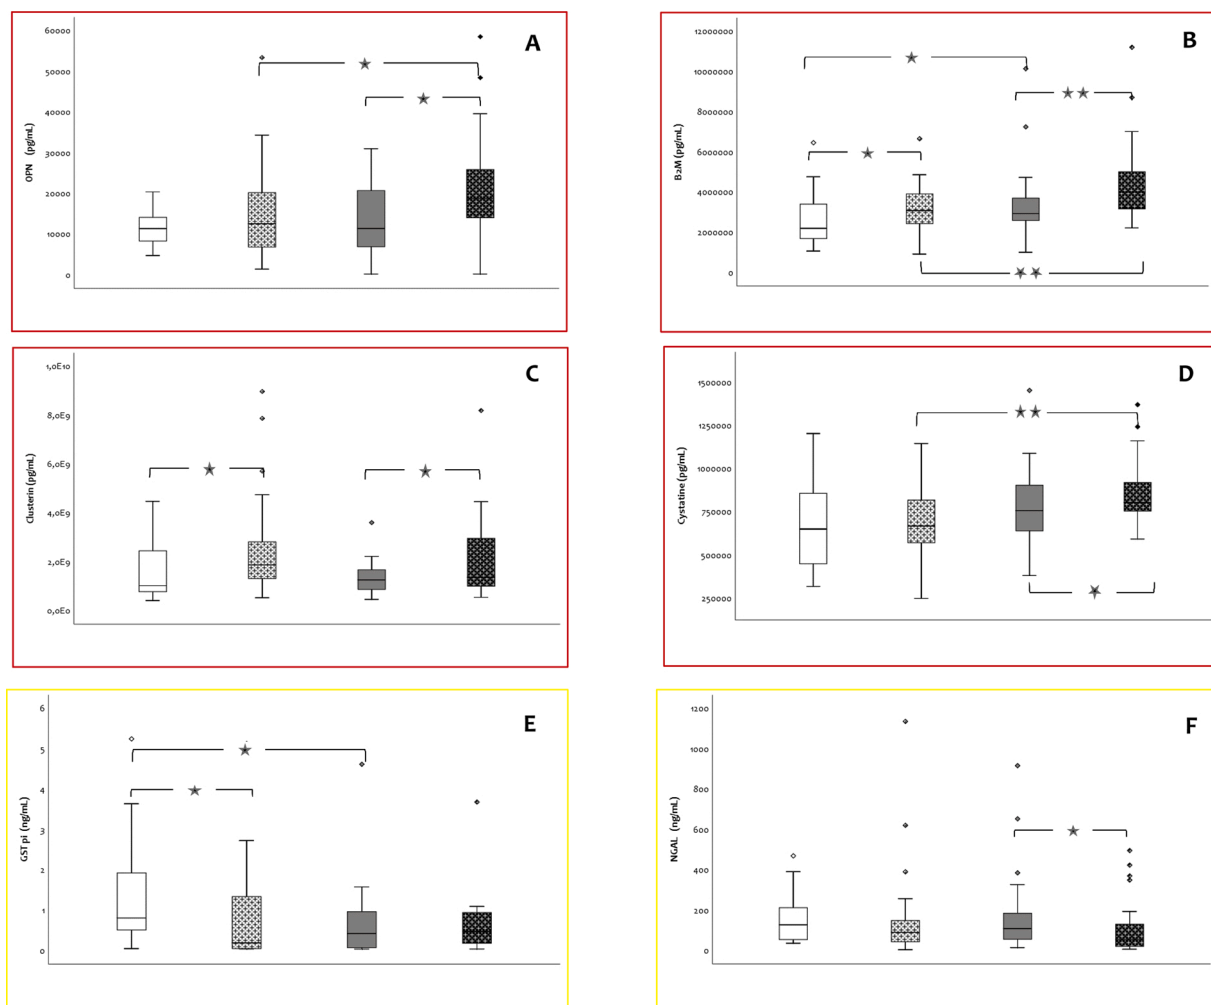 A
OPN (pg/mL)
60000
50000
40000
30000
20000
10000
0
B
B2M (pg/mL)
12000000
10000000
8000000
6000000
4000000
2000000
0
C
Clusterin (pg/mL)
1,0E10
8,0E9
6,0E9
4,0E9
2,0E9
0,0E0
D
Cystatine (pg/mL)
1500000
1250000
1000000
750000
500000
250000
E
GST pi (ng/mL)
6
5
4
3
2
1
0
F
NGAL (ng/mL)
1200
1000
800
600
400
200
0